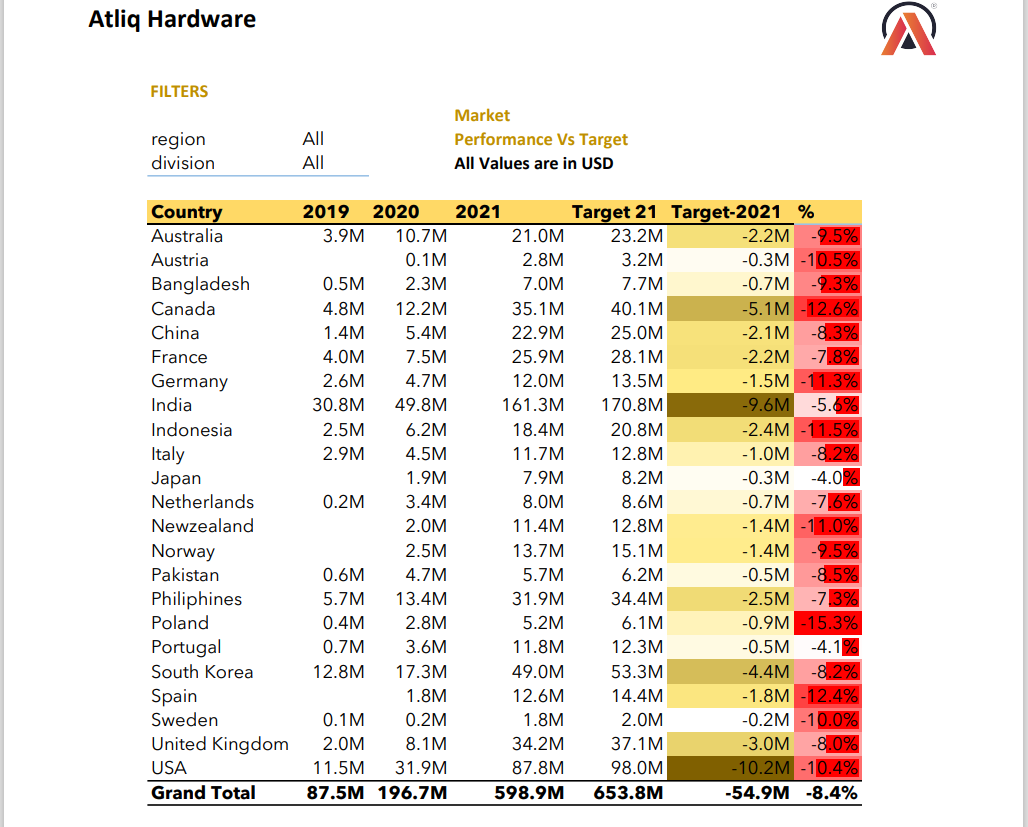 Atliq Hardware
®
FILTERS
Market
region All Performance Vs Target
division All All Values are in USD
Country 2019 2020 2021 Target 21 Target-2021 %
Australia 3.9M 10.7M 21.0M 23.2M -2.2M -9.5%
Austria 0.1M 2.8M 3.2M -0.3M -10.5%
Bangladesh 0.5M 2.3M 7.0M 7.7M -0.7M -9.3%
Canada 4.8M 12.2M 35.1M 40.1M -5.1M -12.6%
China 1.4M 5.4M 22.9M 25.0M -2.1M -8.3%
France 4.0M 7.5M 25.9M 28.1M -2.2M -7.8%
Germany 2.6M 4.7M 12.0M 13.5M -1.5M -11.3%
India 30.8M 49.8M 161.3M 170.8M -9.6M -5.6%
Indonesia 2.5M 6.2M 18.4M 20.8M -2.4M -11.5%
Italy 2.9M 4.5M 11.7M 12.8M -1.0M -8.2%
Japan 1.9M 7.9M 8.2M -0.3M -4.0%
Netherlands 0.2M 3.4M 8.0M 8.6M -0.7M -7.6%
Newzealand 2.0M 11.4M 12.8M -1.4M -11.0%
Norway 2.5M 13.7M 15.1M -1.4M -9.5%
Pakistan 0.6M 4.7M 5.7M 6.2M -0.5M -8.5%
Philiphines 5.7M 13.4M 31.9M 34.4M -2.5M -7.3%
Poland 0.4M 2.8M 5.2M 6.1M -0.9M -15.3%
Portugal 0.7M 3.6M 11.8M 12.3M -0.5M -4.1%
South Korea 12.8M 17.3M 49.0M 53.3M -4.4M -8.2%
Spain 1.8M 12.6M 14.4M -1.8M -12.4%
Sweden 0.1M 0.2M 1.8M 2.0M -0.2M -10.0%
United Kingdom 2.0M 8.1M 34.2M 37.1M -3.0M -8.0%
USA 11.5M 31.9M 87.8M 98.0M -10.2M -10.4%
Grand Total 87.5M 196.7M 598.9M 653.8M -54.9M -8.4%